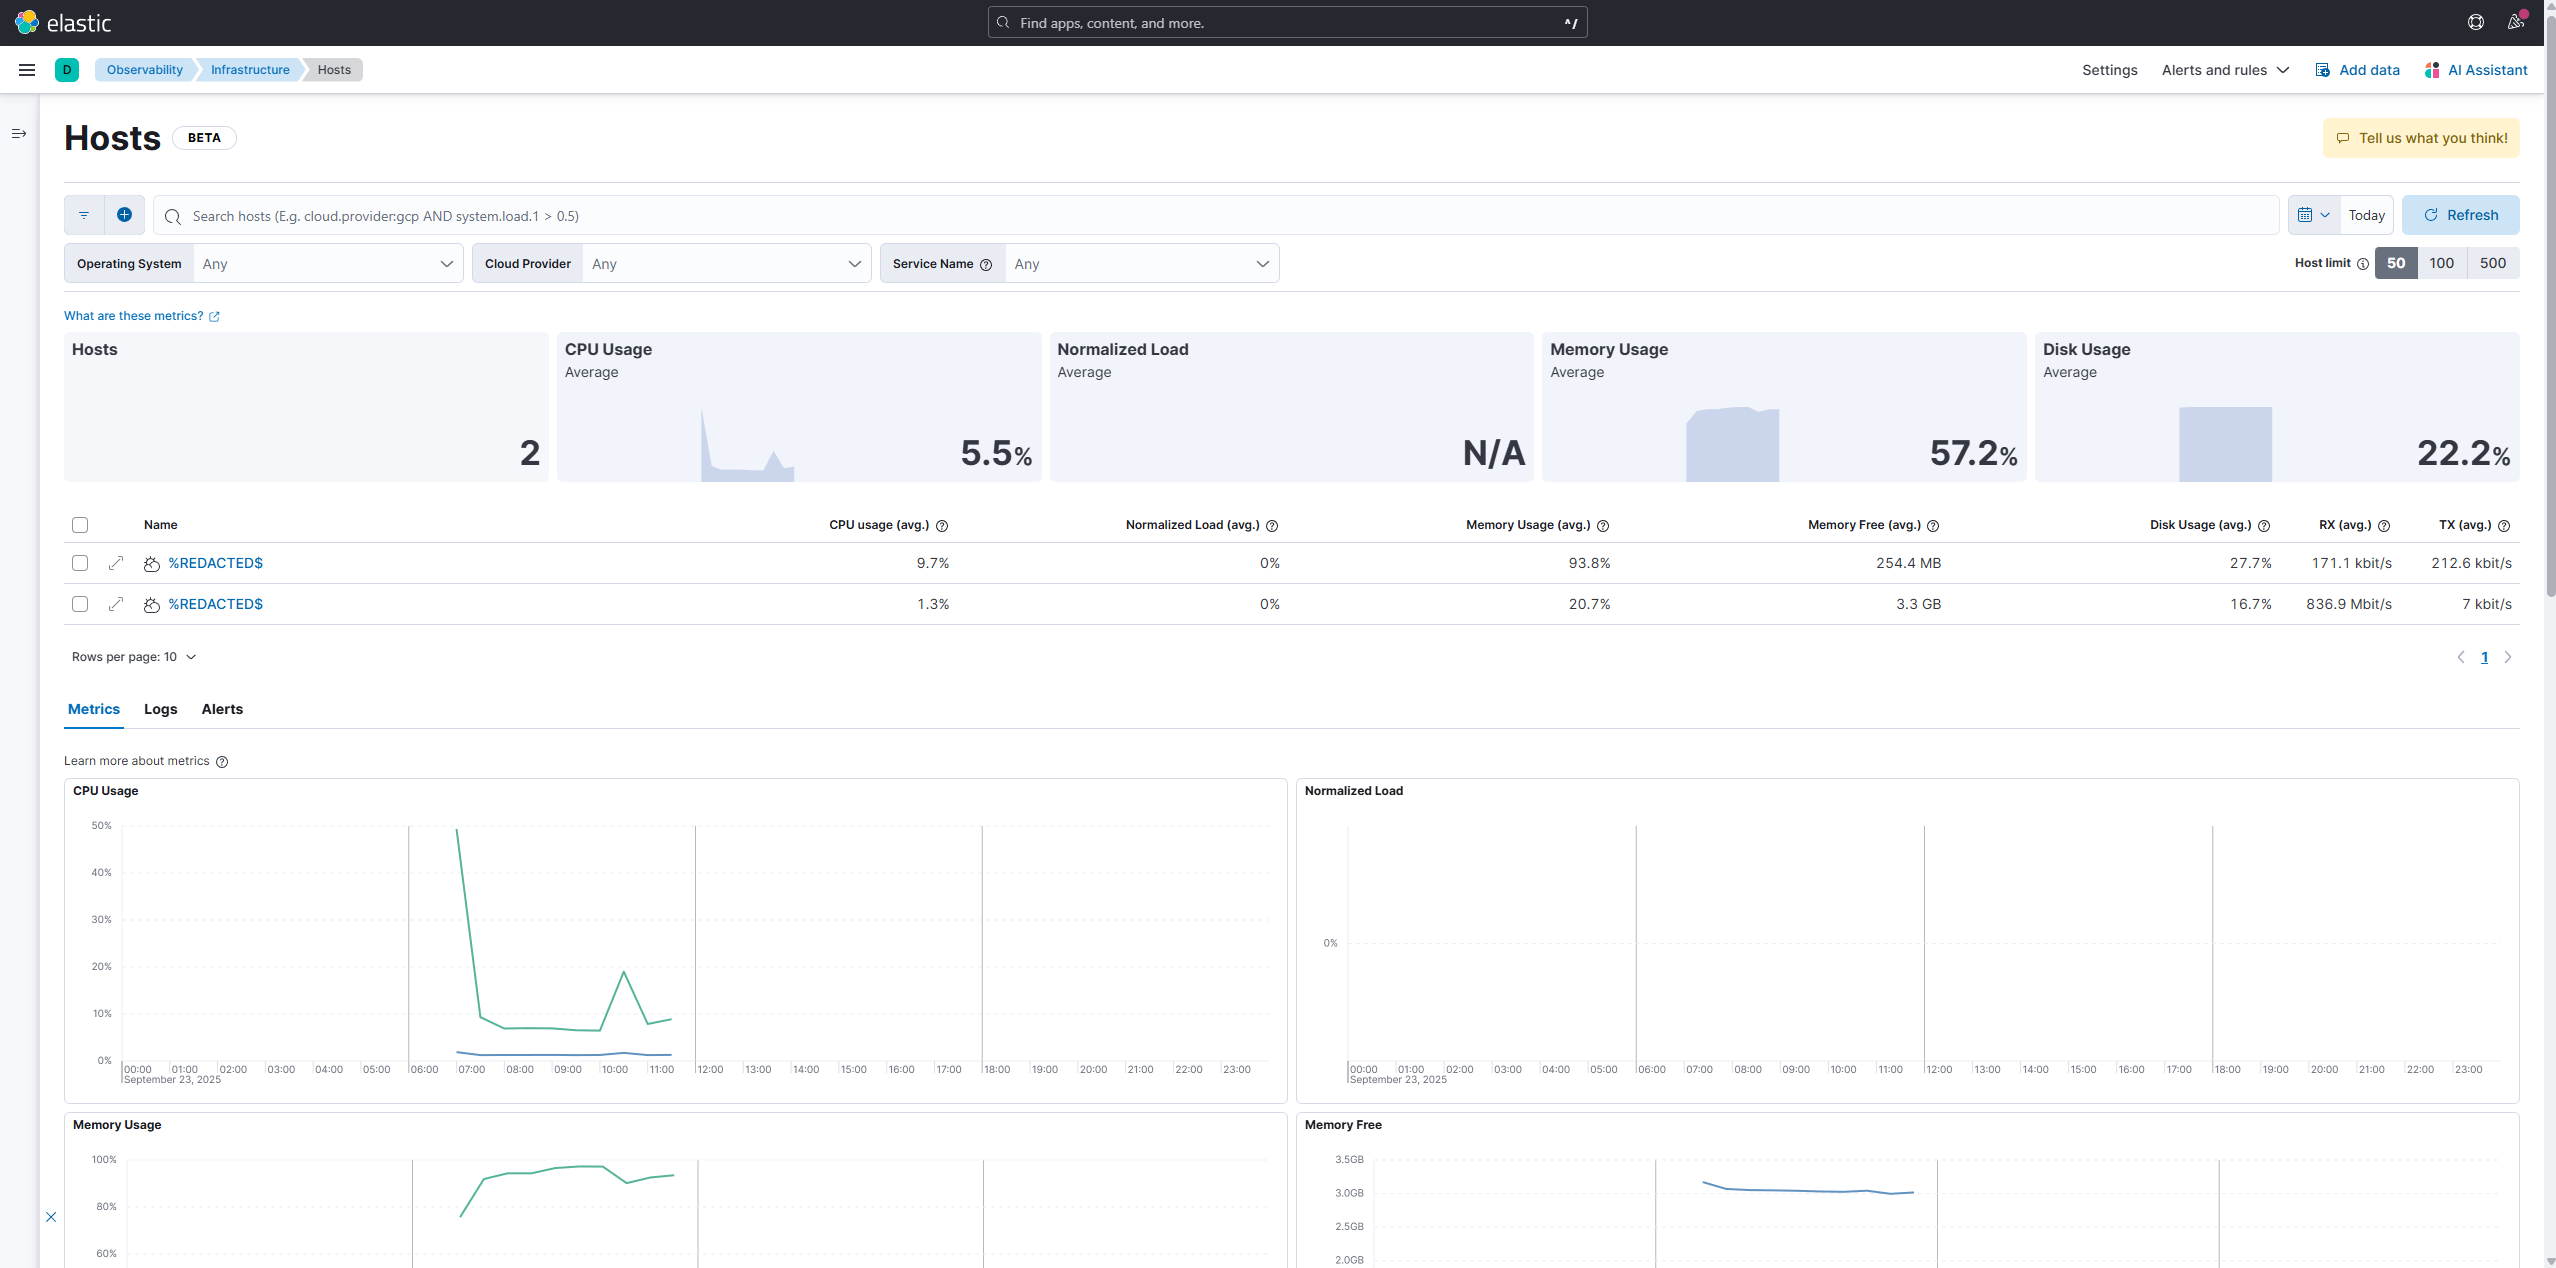 elastic
Find apps, content, and more.
^/
D
Observability
Infrastructure
Hosts
Settings
Alerts and rules
Add data
AI Assistant
Hosts
BETA
Tell us what you think!
Search hosts (E.g. cloud.provider:gcp AND system.load.1 > 0.5)
Today
Refresh
Operating System Any
Cloud Provider Any
Service Name Any
Host limit 50 100 500
What are these metrics?
Hosts
2
CPU Usage
Average
5.5%
Normalized Load
Average
N/A
Memory Usage
Average
57.2%
Disk Usage
Average
22.2%
Name CPU usage (avg.) Normalized Load (avg.) Memory Usage (avg.) Memory Free (avg.) Disk Usage (avg.) RX (avg.) TX (avg.)
%REDACTED$ 9.7% 0% 93.8% 254.4 MB 27.7% 171.1 kbit/s 212.6 kbit/s
%REDACTED$ 1.3% 0% 20.7% 3.3 GB 16.7% 836.9 Mbit/s 7 kbit/s
Rows per page: 10
1
Metrics Logs Alerts
Learn more about metrics
CPU Usage
50%
40%
30%
20%
10%
0%
00:00 01:00 02:00 03:00 04:00 05:00 06:00 07:00 08:00 09:00 10:00 11:00 12:00 13:00 14:00 15:00 16:00 17:00 18:00 19:00 20:00 21:00 22:00 23:00
September 23, 2025
Normalized Load
0%
00:00 01:00 02:00 03:00 04:00 05:00 06:00 07:00 08:00 09:00 10:00 11:00 12:00 13:00 14:00 15:00 16:00 17:00 18:00 19:00 20:00 21:00 22:00 23:00
September 23, 2025
Memory Usage
100%
80%
60%
Memory Free
3.5GB
3.0GB
2.5GB
2.0GB